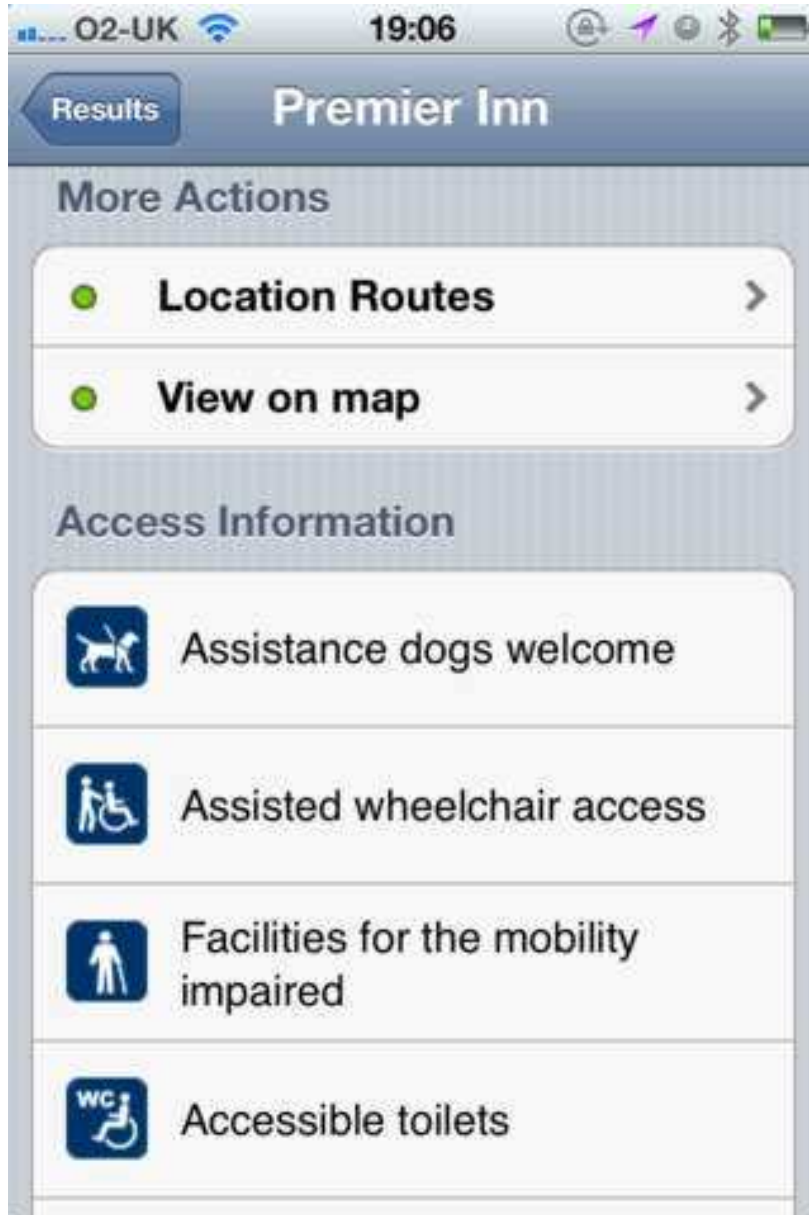 O2-UK 19:06
Results Premier Inn
More Actions
Location Routes
View on map
Access Information
Assistance dogs welcome
Assisted wheelchair access
Facilities for the mobility
impaired
WC Accessible toilets